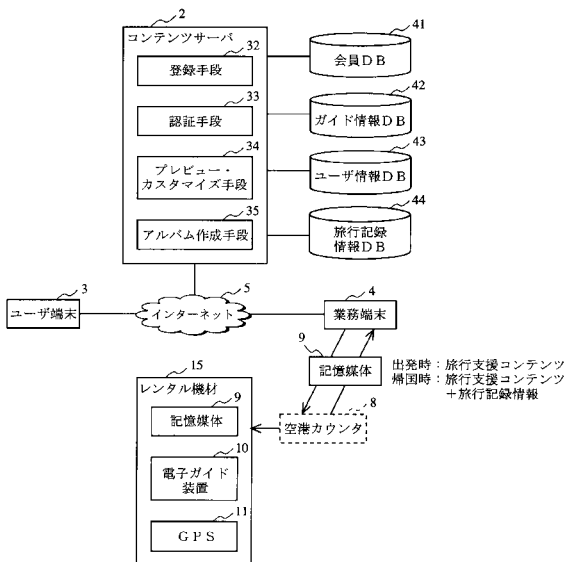 2
コンテンツサーバ
32
登録手段
33
認証手段
34
プレビュー・
カスタマイズ手段
35
アルバム作成手段
41
会員DB
42
ガイド情報DB
43
ユーザ情報DB
44
旅行記録
情報DB
3
ユーザ端末
5
インターネット
4
業務端末
9
記憶媒体
出発時：旅行支援コンテンツ
帰国時：旅行支援コンテンツ
＋旅行記録情報
8
空港カウンタ
15
レンタル機材
9
記憶媒体
10
電子ガイド
装置
11
GPS